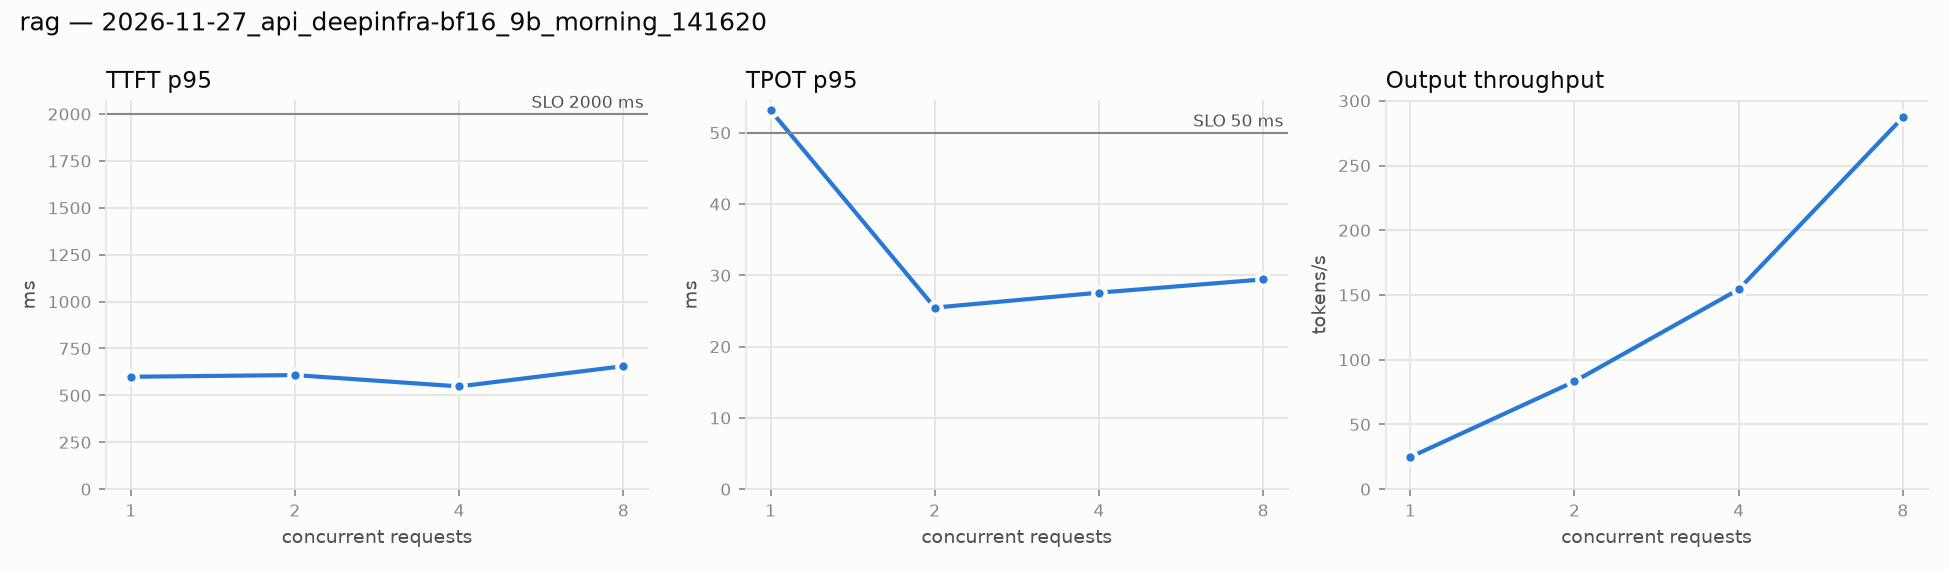 rag — 2026-11-27_api_deepinfra-bf16_9b_morning_141620
TTFT p95
SLO 2000 ms
2000
1750
1500
1250
1000
750
500
250
0
ms
1 2 4 8
concurrent requests
TPOT p95
SLO 50 ms
50
40
30
20
10
0
ms
1 2 4 8
concurrent requests
Output throughput
300
250
200
150
100
50
0
tokens/s
1 2 4 8
concurrent requests